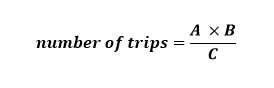 number of trips = A × B / C